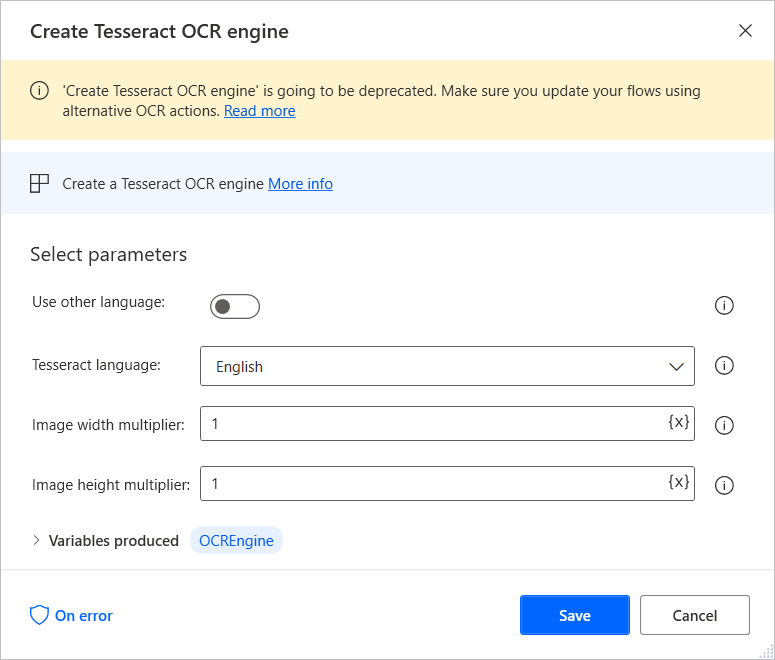 Create Tesseract OCR engine
'Create Tesseract OCR engine' is going to be deprecated. Make sure you update your flows using
alternative OCR actions. Read more
Create a Tesseract OCR engine More info
Select parameters
Use other language:
Tesseract language: English
Image width multiplier: 1 {x}
Image height multiplier: 1 {x}
Variables produced OCREngine
On error Save Cancel